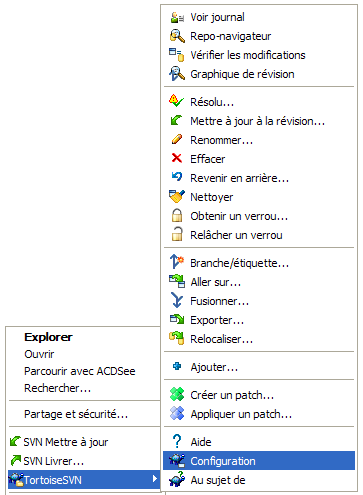 Voir journal
Repo-navigateur
Vérifier les modifications
Graphique de révision
Résolu...
Mettre à jour à la révision...
Renommer...
Effacer
Revenir en arrière...
Nettoyer
Obtenir un verrou...
Relâcher un verrou
Branche/étiquette...
Aller sur...
Fusionner...
Exporter...
Relocaliser...
Ajouter...
Créer un patch...
Appliquer un patch...
Aide
Configuration
Au sujet de
Explorer
Ouvrir
Parcourir avec ACDSee
Rechercher...
Partage et sécurité...
SVN Mettre à jour
SVN Livrer...
TortoiseSVN